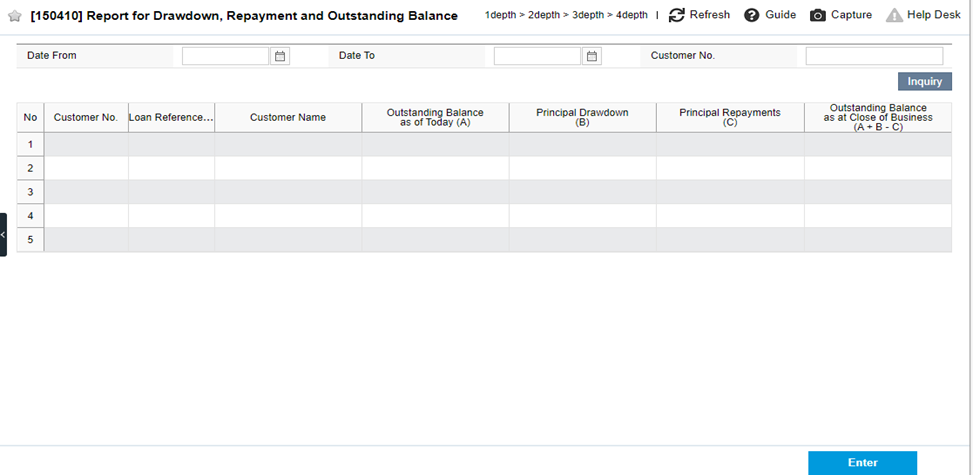 [150410] Report for Drawdown, Repayment and Outstanding Balance 1depth > 2depth > 3depth > 4depth | Refresh Guide Capture Help Desk
Date From Date To Customer No.
Inquiry
No Customer No. Loan Reference... Customer Name
Outstanding Balance
as of Today (A)
Principal Drawdown
(B)
Principal Repayments
(C)
Outstanding Balance
as at Close of Business
(A + B - C)
1
2
3
4
5
Enter